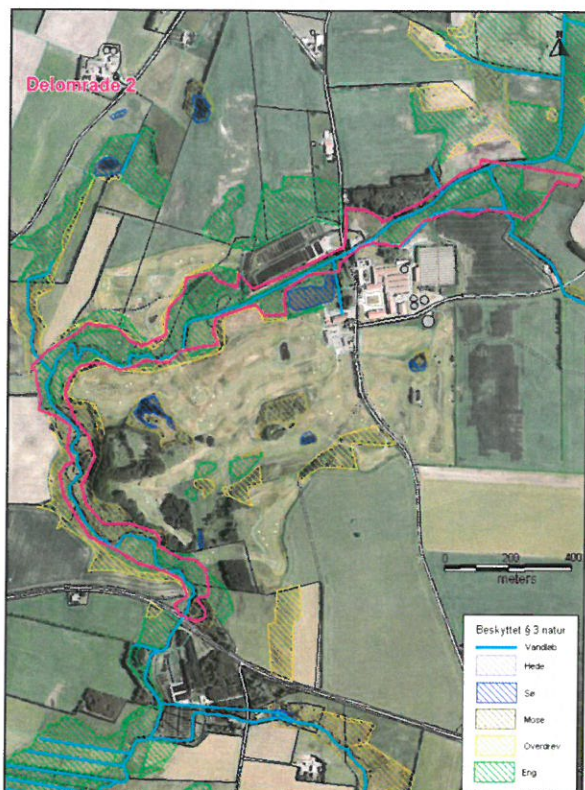 Delområde 2
0 200 400
meters
Beskyttet § 3 natur
Vandløb
Hede
Sø
Mose
Overdrev
Eng